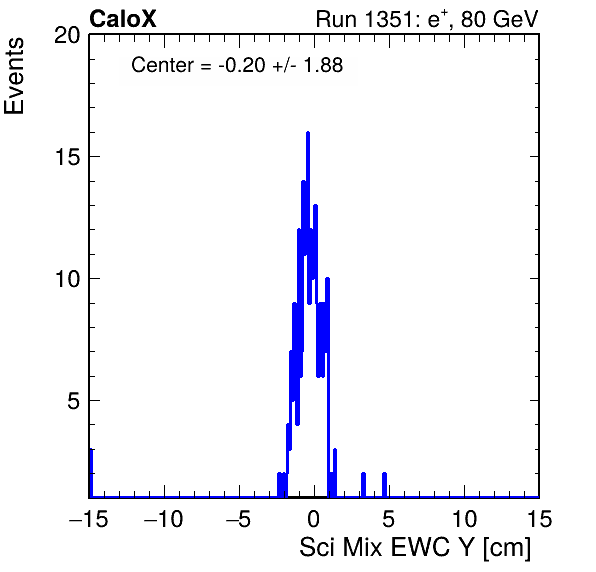 CaloX Run 1351: e⁺, 80 GeV
Events
Center = -0.20 +/- 1.88
20
15
10
5
−15 −10 −5 0 5 10 15
Sci Mix EWC Y [cm]